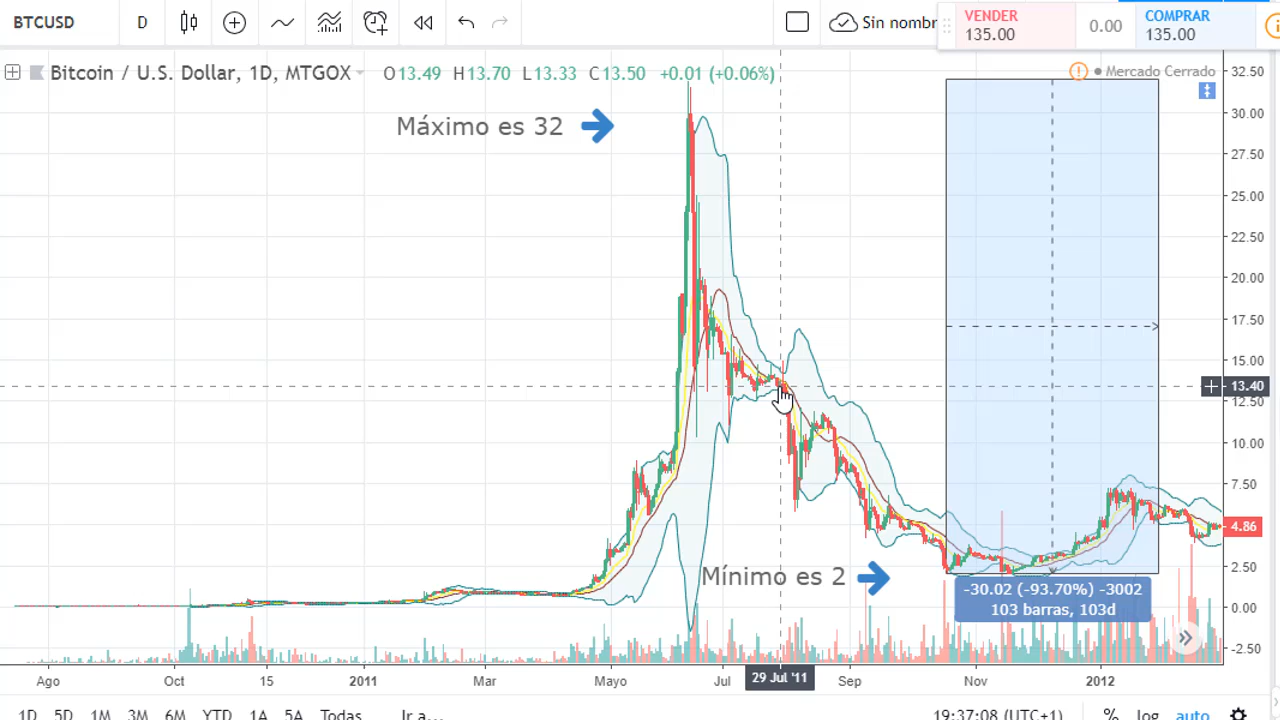 BTCUSD D Sin nombr VENDER 135.00 0.00 COMPRAR 135.00
Bitcoin / U.S. Dollar, 1D, MTGOX O13.49 H13.70 L13.33 C13.50 +0.01 (+0.06%) Mercado Cerrado
Máximo es 32
32.50
30.00
27.50
25.00
22.50
20.00
17.50
15.00
13.40
12.50
10.00
7.50
4.86
2.50
0.00
-2.50
Mínimo es 2
-30.02 (-93.70%) -3002
103 barras, 103d
Ago Oct 15 2011 Mar Mayo Jul 29 Jul '11 Sep Nov 2012
1D 5D 1M 3M 6M YTD 1A 5A Todas Ir a... 19:37:08 (UTC+1) % log auto